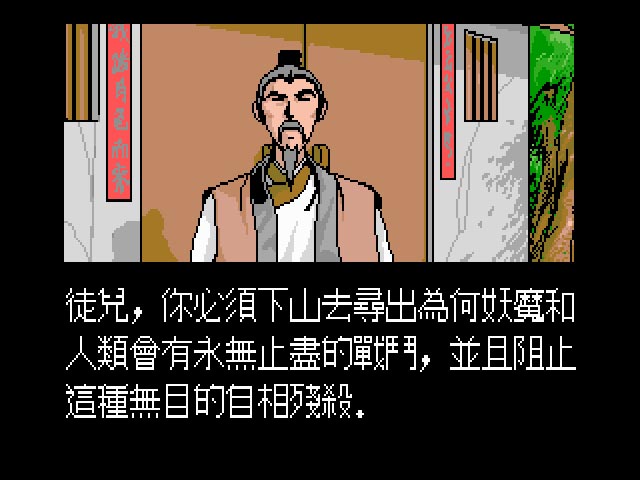 徒兒，你必須下山去尋出為何妖魔和
人類會有永無止盡的戰鬥，並且阻止
這種無目的自相殘殺．